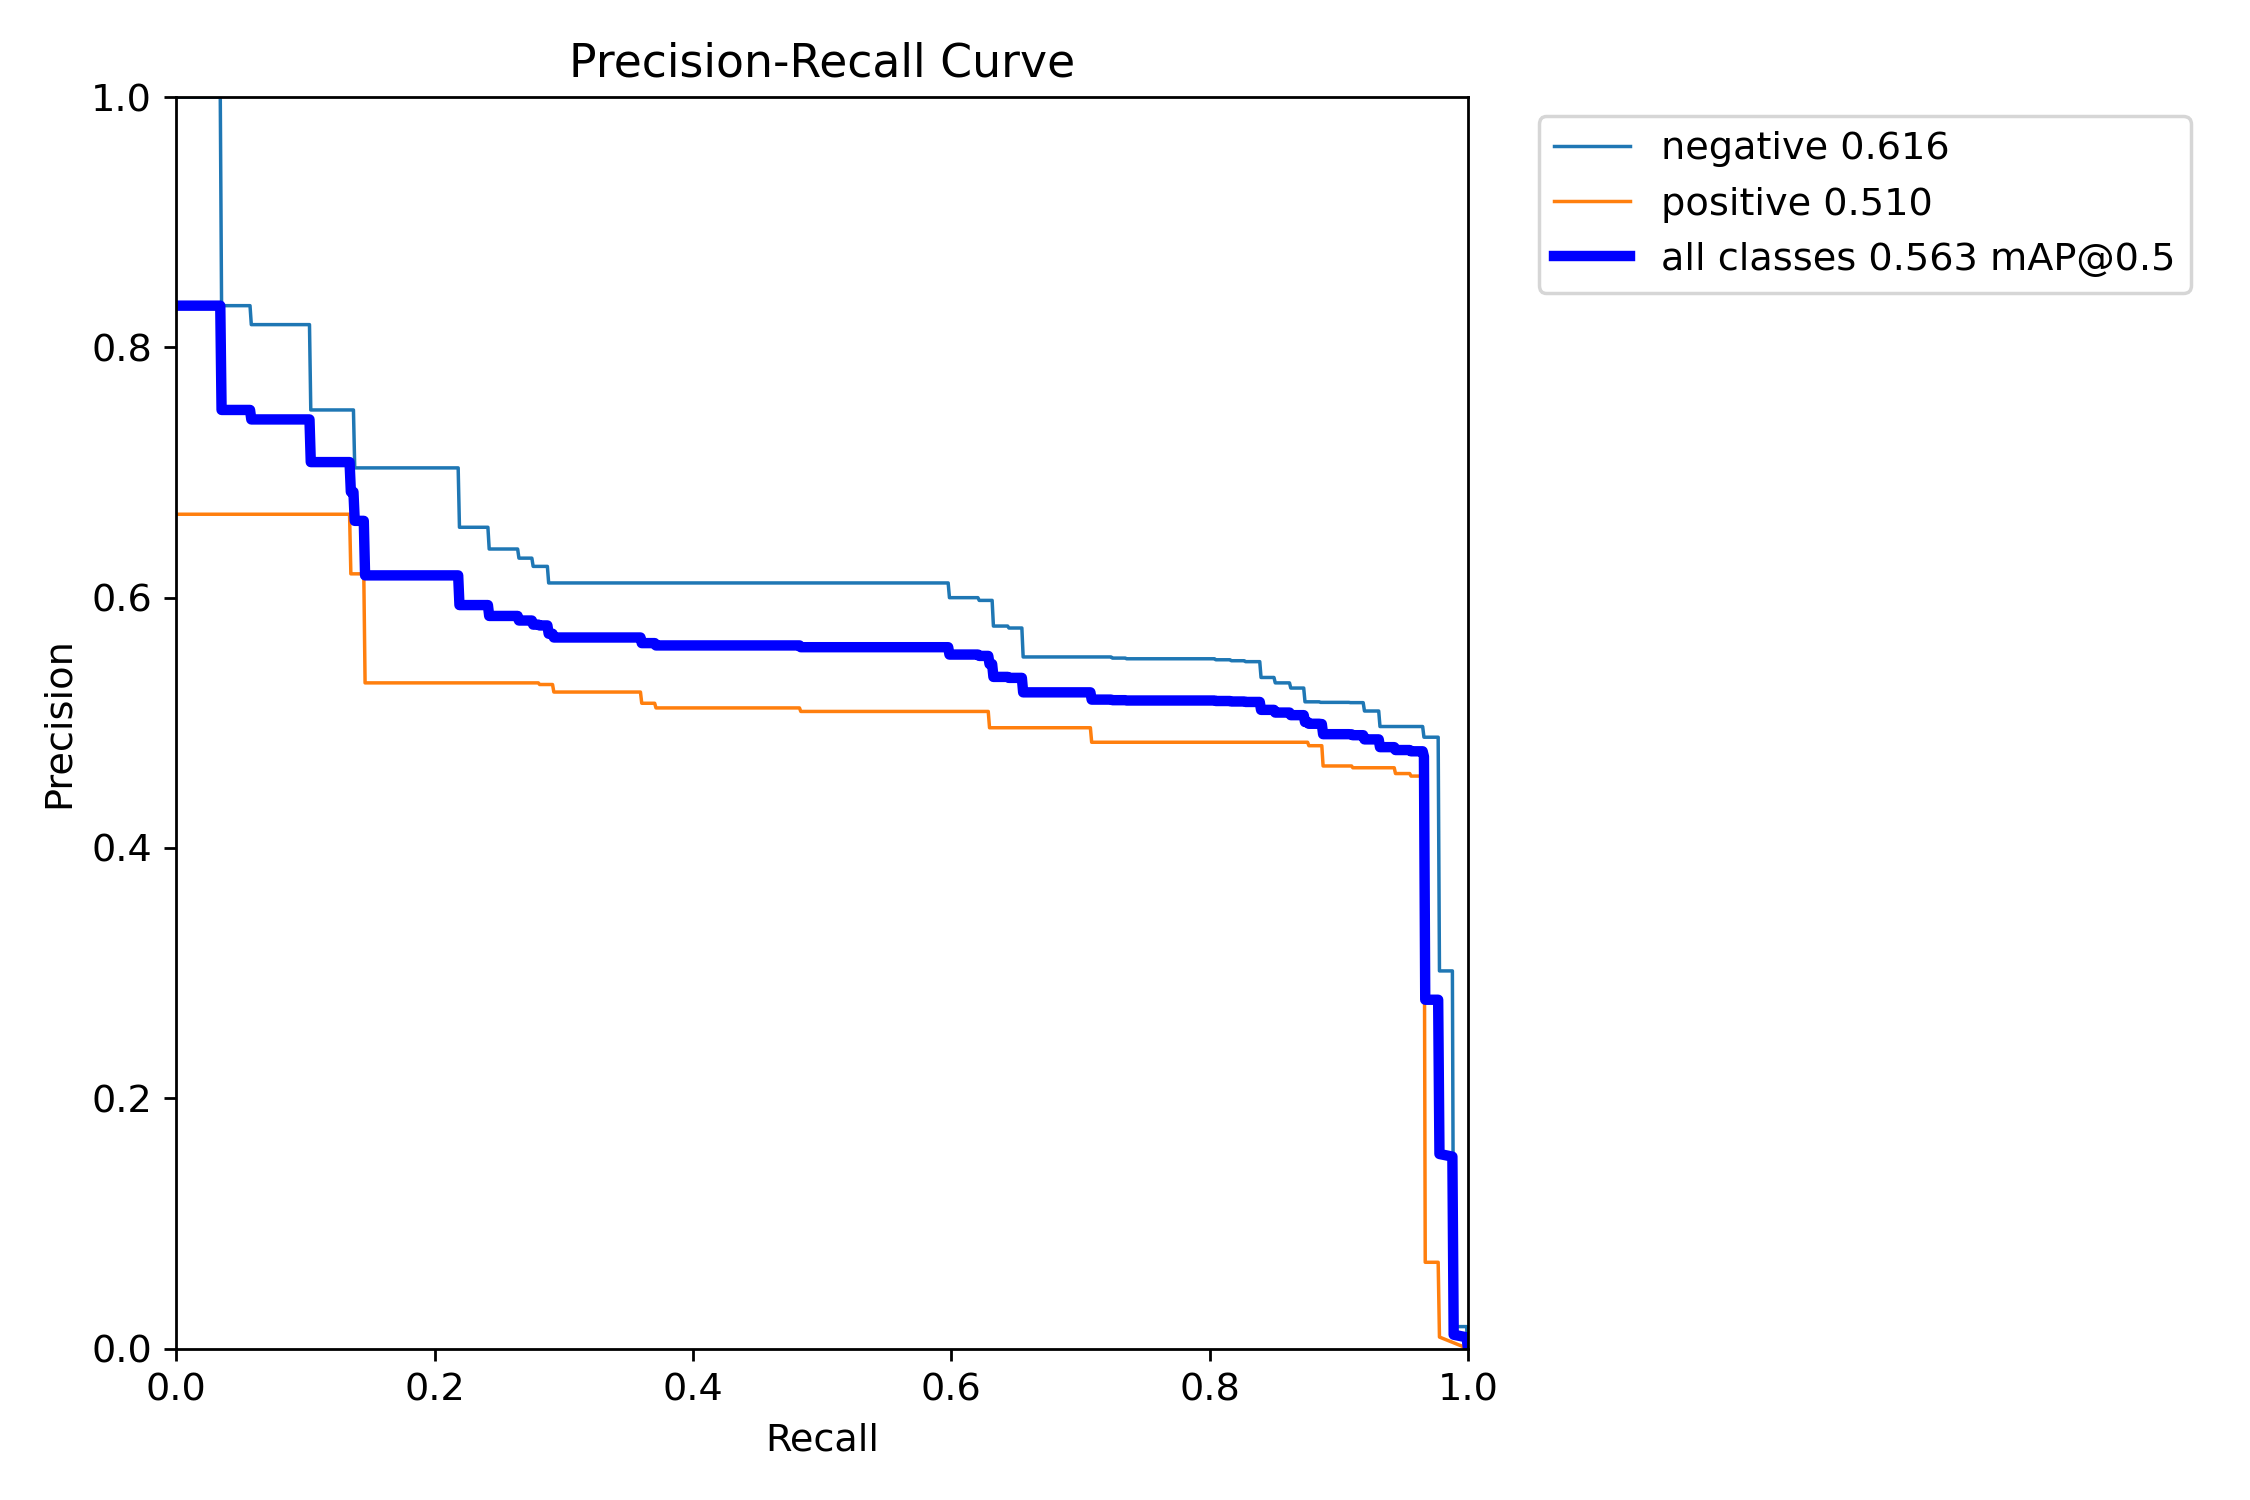 Precision-Recall Curve
1.0
0.8
0.6
0.4
0.2
0.0
Precision
0.0 0.2 0.4 0.6 0.8 1.0
Recall
negative 0.616
positive 0.510
all classes 0.563 mAP@0.5